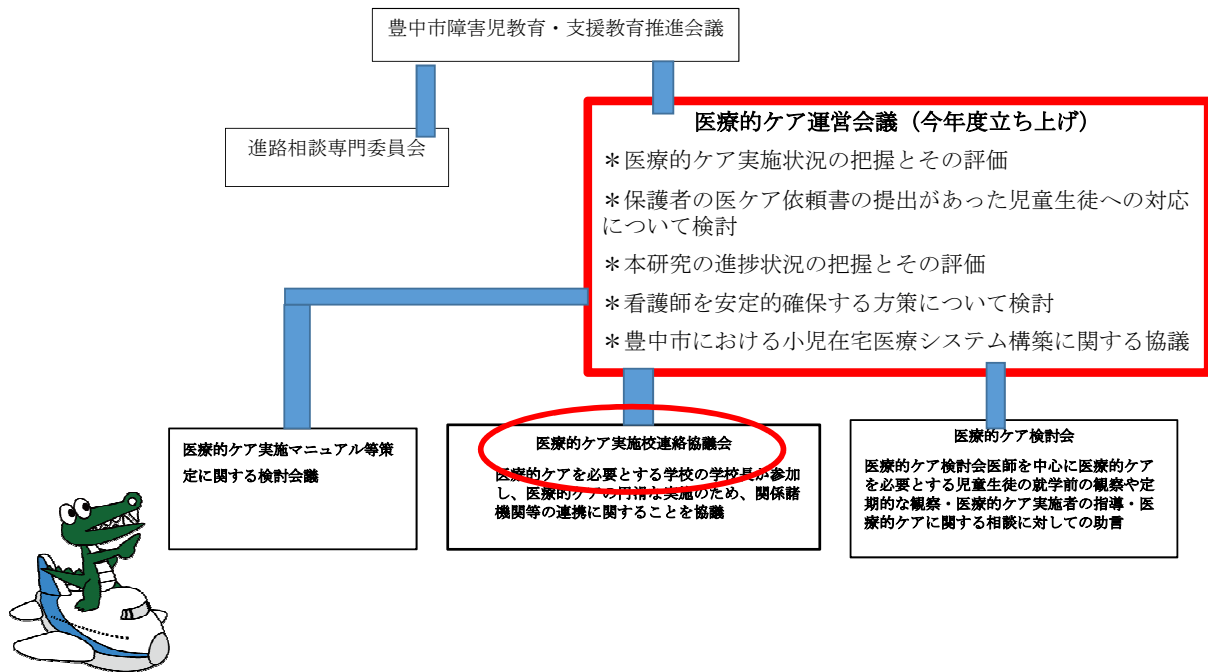 豊中市障害児教育・支援教育推進会議
進路相談専門委員会
医療的ケア運営会議（今年度立ち上げ）
＊医療的ケア実施状況の把握とその評価
＊保護者の医ケア依頼書の提出があった児童生徒への対応
について検討
＊本研究の進捗状況の把握とその評価
＊看護師を安定的確保する方策について検討
＊豊中市における小児在宅医療システム構築に関する協議
医療的ケア実施マニュアル等策
定に関する検討会議
医療的ケア実施校連絡協議会
医療的ケアを必要とする学校の学校長が参加
し、医療的ケアの円滑な実施のため、関係諸
機関等の連携に関することを協議
医療的ケア検討会
医療的ケア検討会医師を中心に医療的ケア
を必要とする児童生徒の就学前の観察や定
期的な観察・医療的ケア実施者の指導・医
療的ケアに関する相談に対しての助言